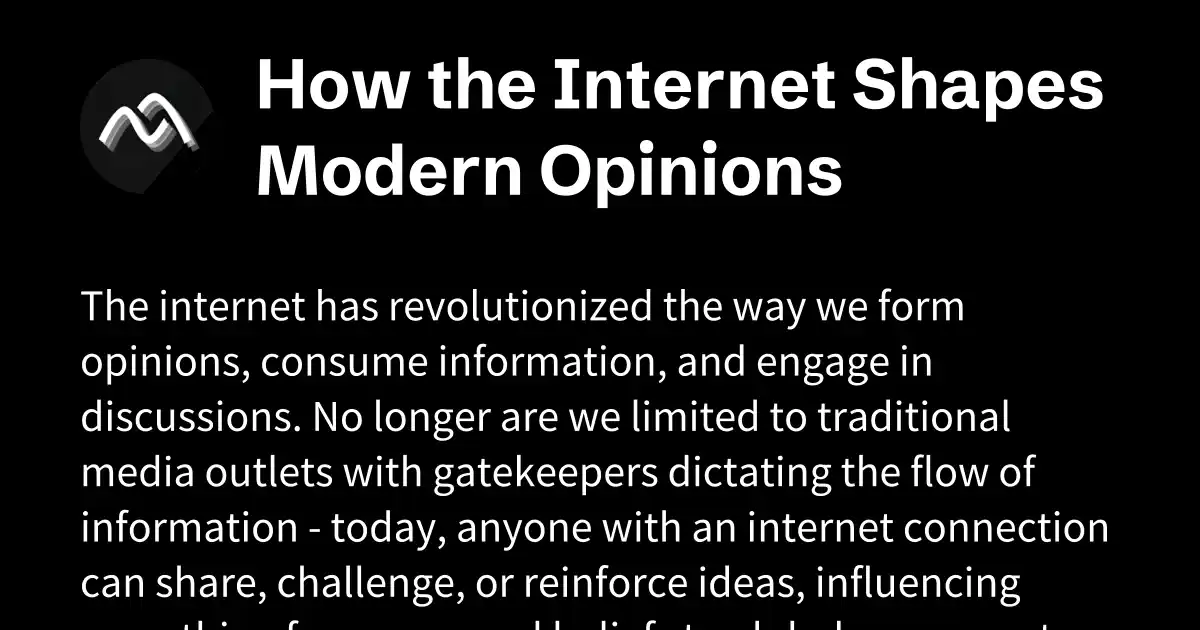 How the Internet Shapes
Modern Opinions
The internet has revolutionized the way we form
opinions, consume information, and engage in
discussions. No longer are we limited to traditional
media outlets with gatekeepers dictating the flow of
information - today, anyone with an internet connection
can share, challenge, or reinforce ideas, influencing